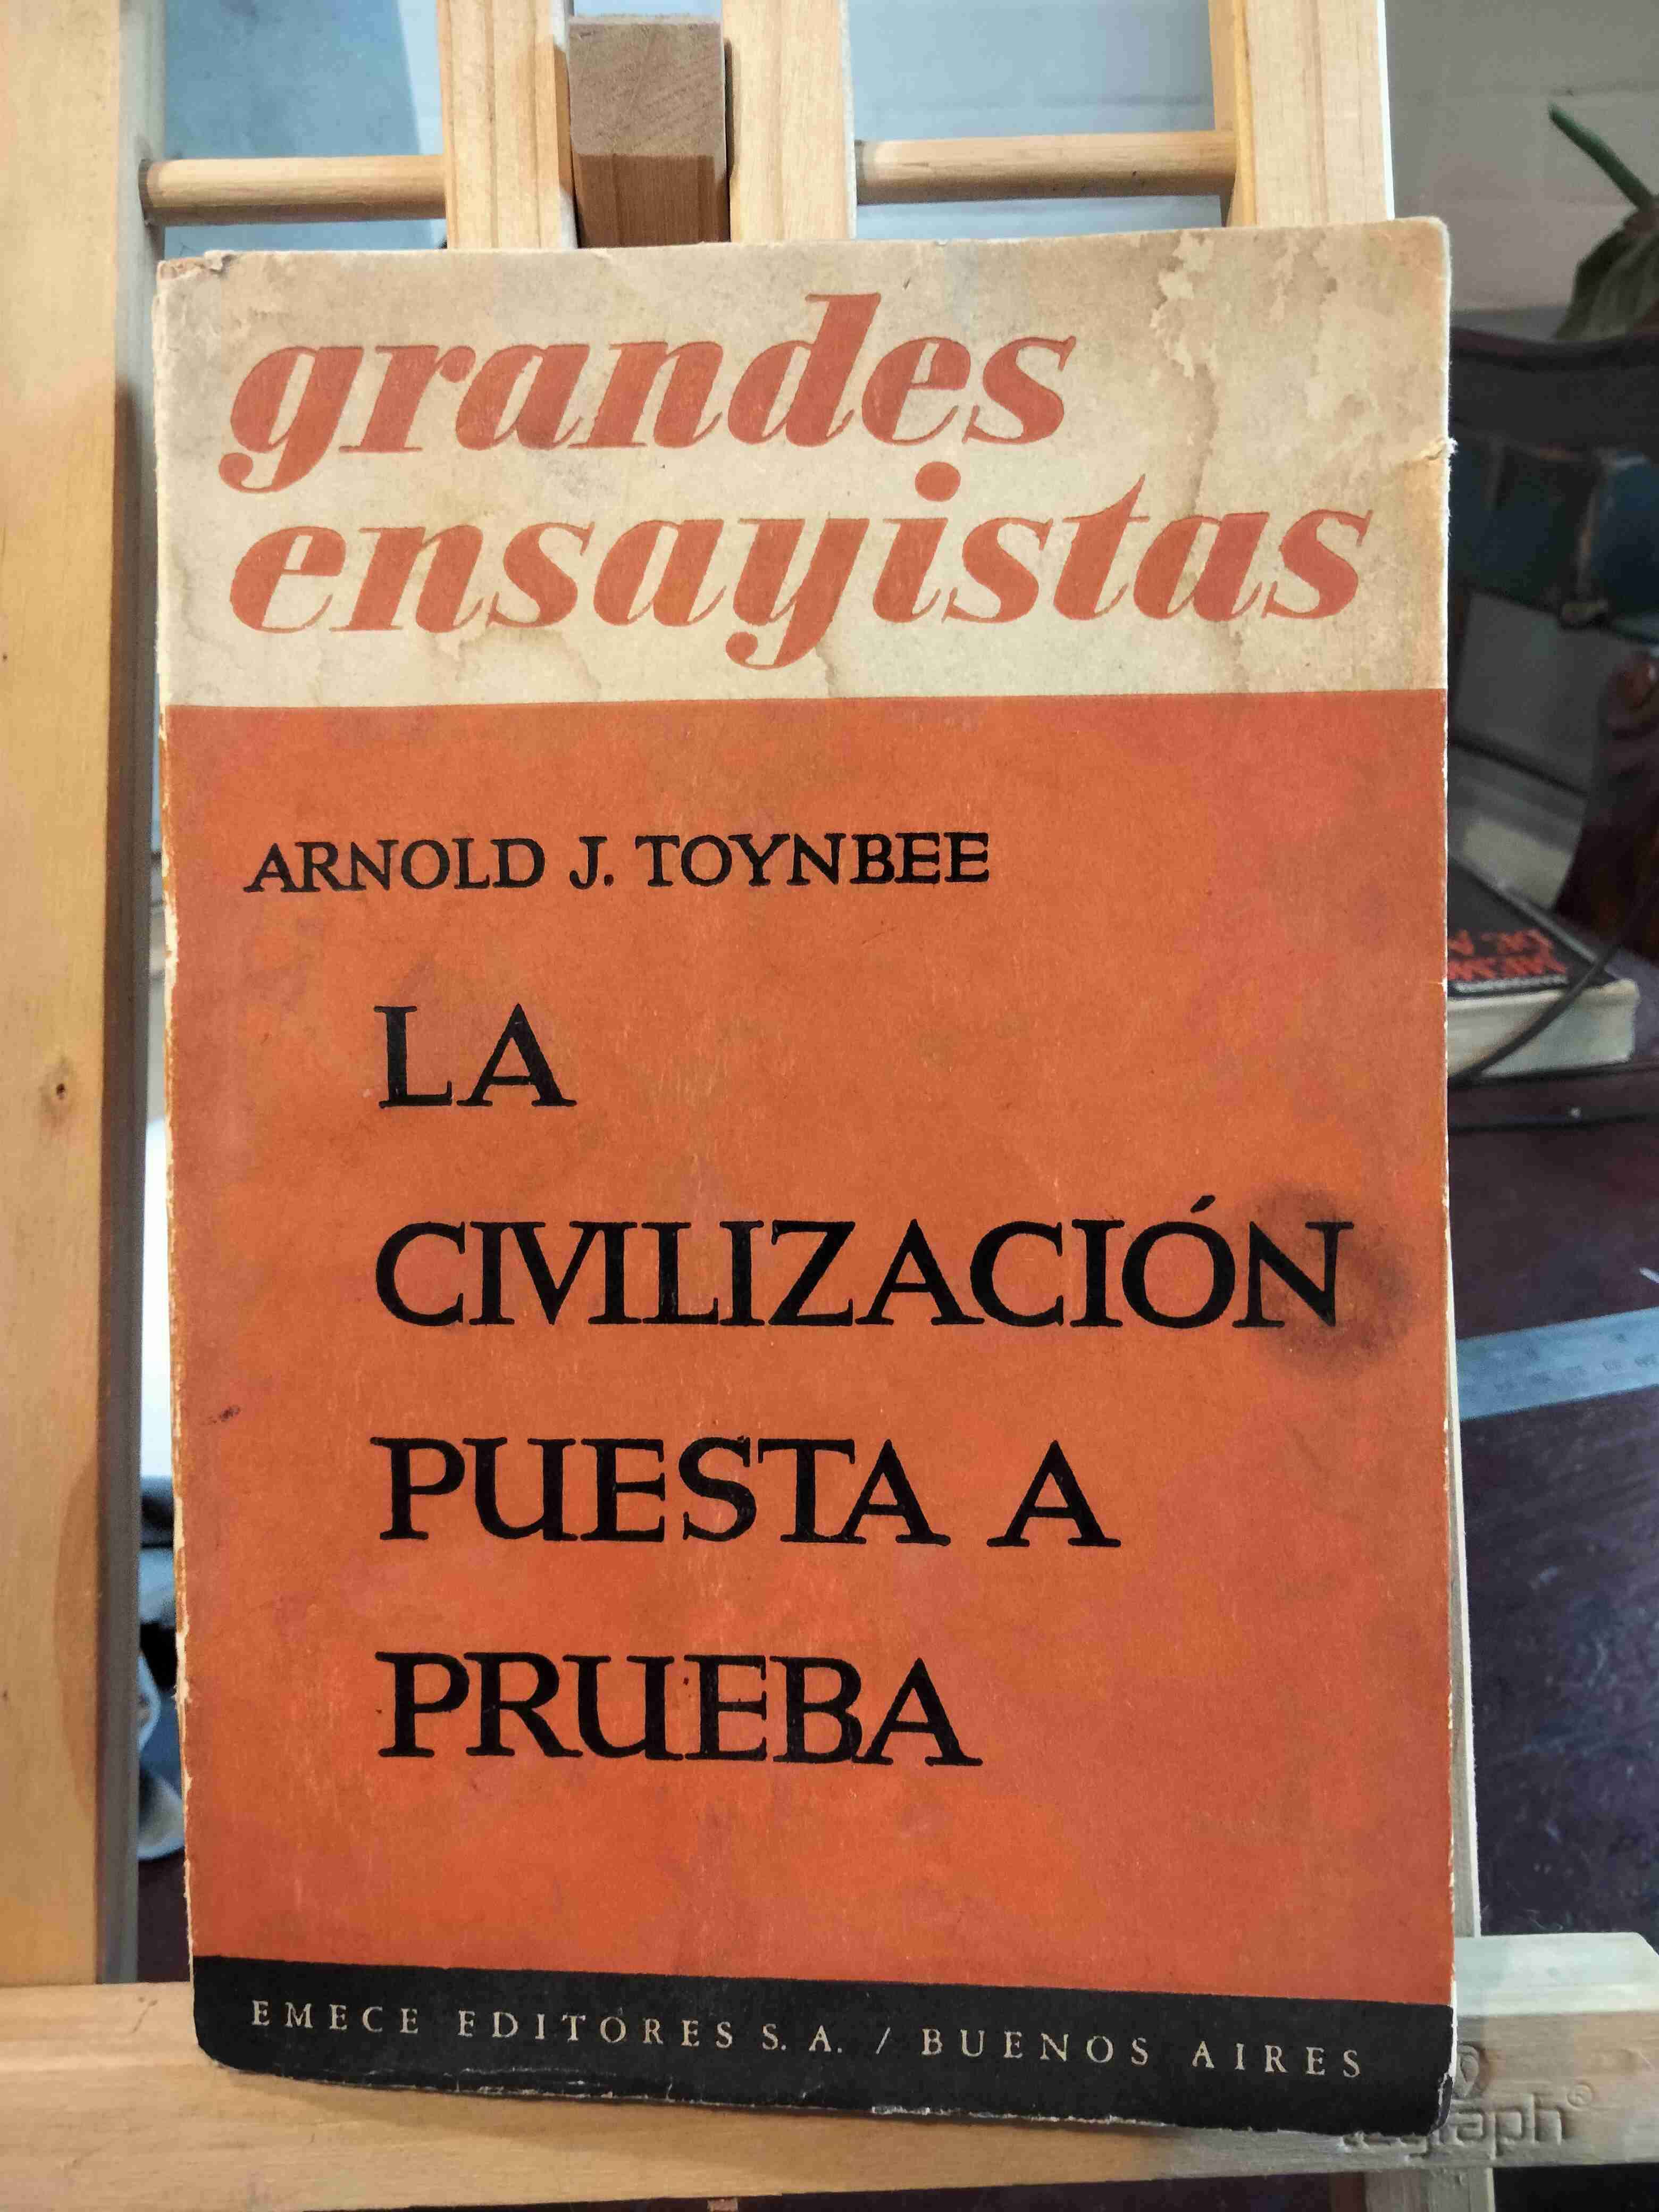 grandes
ensayistas
ARNOLD J. TOYNBEE
LA
CIVILIZACIÓN
PUESTA A
PRUEBA
EMECE EDITORES S. A. / BUENOS AIRES